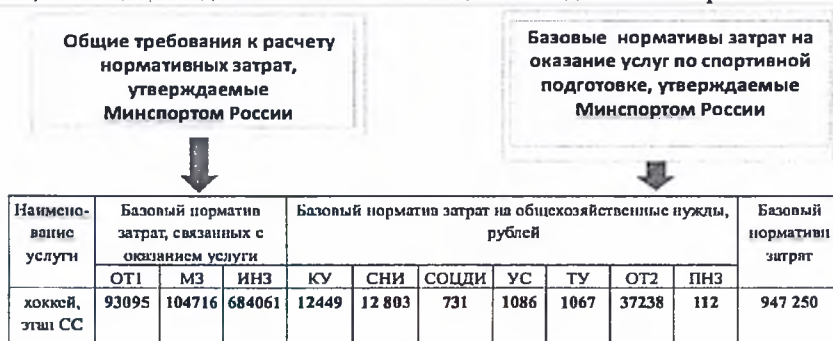 Общие требования к расчету
нормативных затрат,
утверждаемые
Минспортом России
Базовые нормативы затрат на
оказание услуг по спортивной
подготовке, утверждаемые
Минспортом России
Наимено-
вание
услуги
Базовый норматив
затрат, связанных с
оказанием услуги
Базовый норматив затрат на общехозяйственные нужды,
рублей
Базовый
норматив
затрат
ОТ1 МЗ ИНЗ КУ СНИ СОЦДИ УС ТУ ОТ2 ПНЗ
хоккей, 93095 104716 684061 12449 12 803 731 1086 1067 37238 112 947 250
этап СС